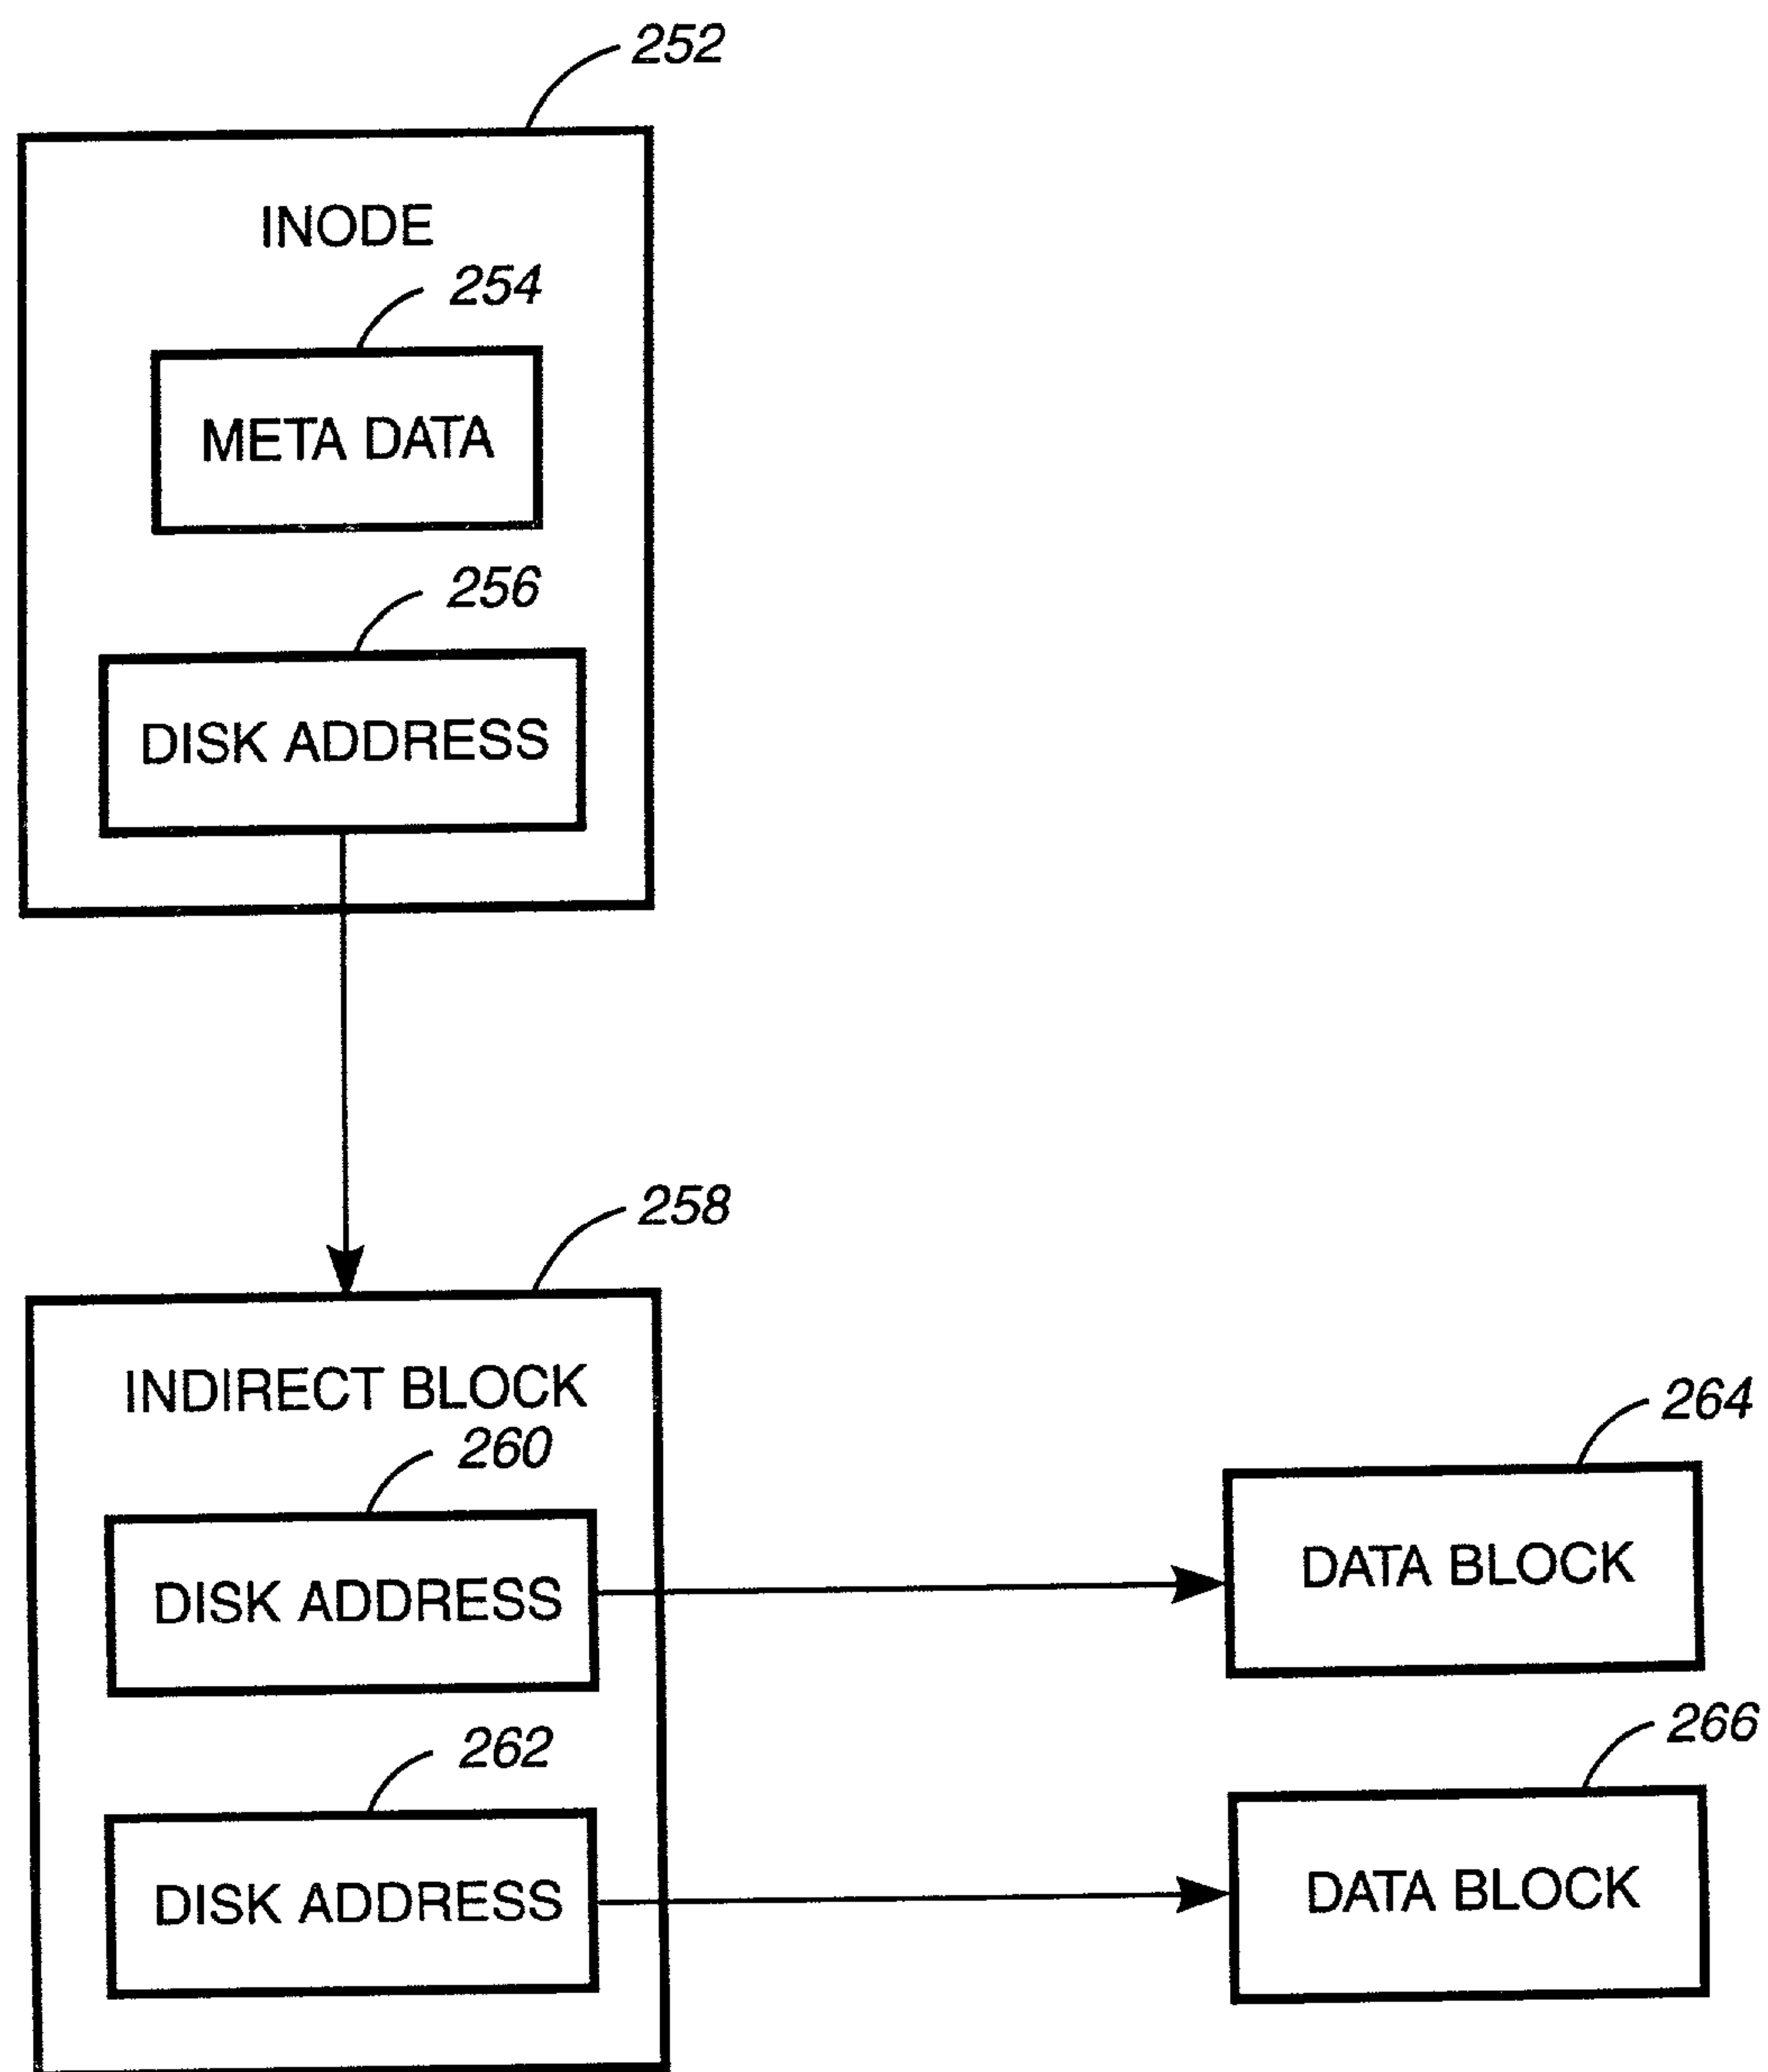 252
INODE
254
META DATA
256
DISK ADDRESS
258
INDIRECT BLOCK
260
DISK ADDRESS
264
DATA BLOCK
262
DISK ADDRESS
266
DATA BLOCK